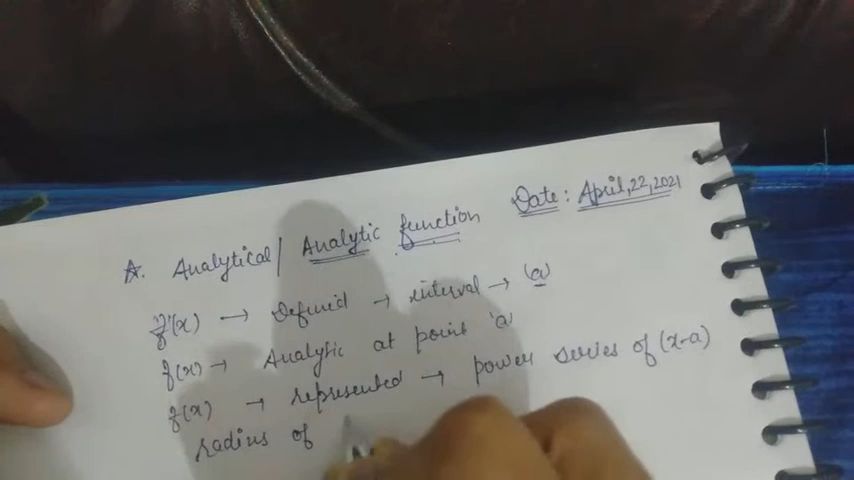 Date: April, 22, 2021
A. Analytical / Analytic function
"f"(x) → Defined → interval → (a)
f(x) → Analytic at point 'a'
f(x) → represented → power series of (x-a)
radius of